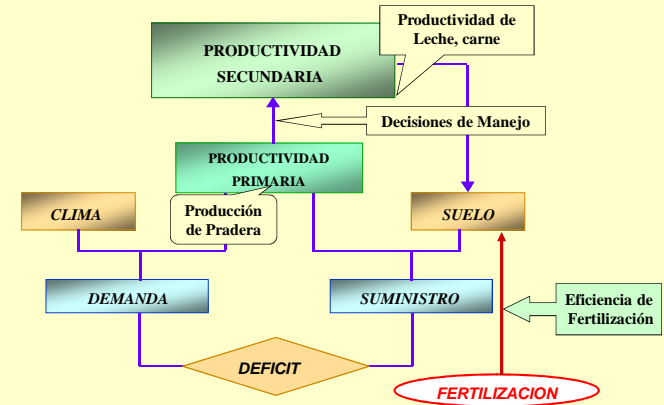 Productividad de
Leche, carne
PRODUCTIVIDAD
SECUNDARIA
Decisiones de Manejo
PRODUCTIVIDAD
PRIMARIA
CLIMA
Producción
de Pradera
SUELO
DEMANDA
SUMINISTRO
Eficiencia de
Fertilización
DEFICIT
FERTILIZACION